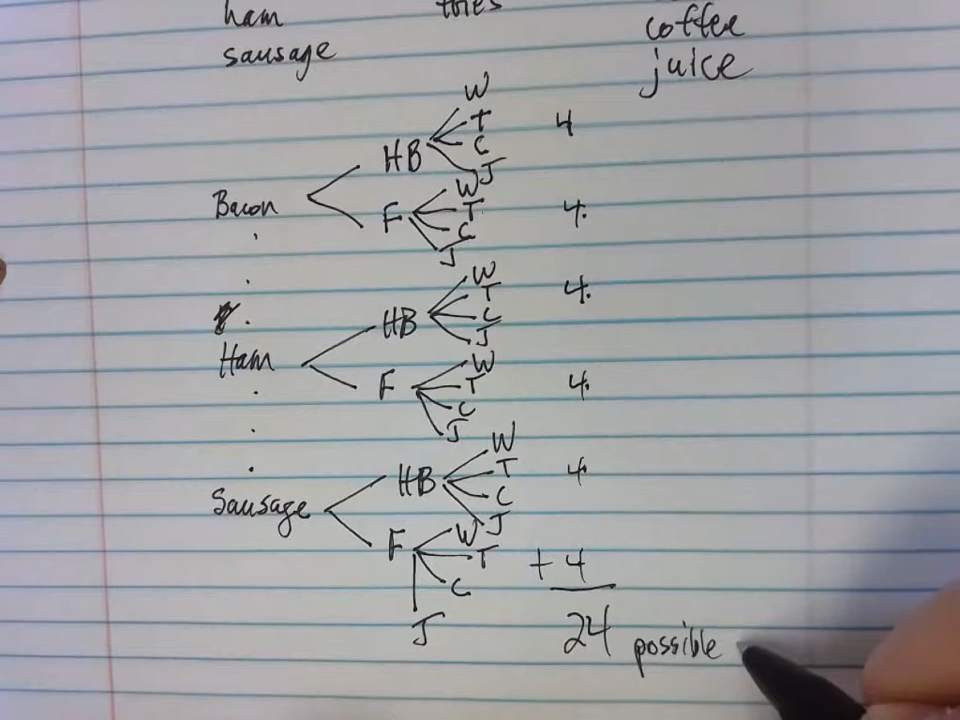 ham
sausage
coffee
juice
W
T
4
HB
C
J
Bacon
W
F
T
4.
C
J
W
T
4.
HB
C
J
Ham
W
F
T
4.
C
J
W
HB
T
4
C
Sausage
J
F
W
T
+ 4
C
J
24 possible